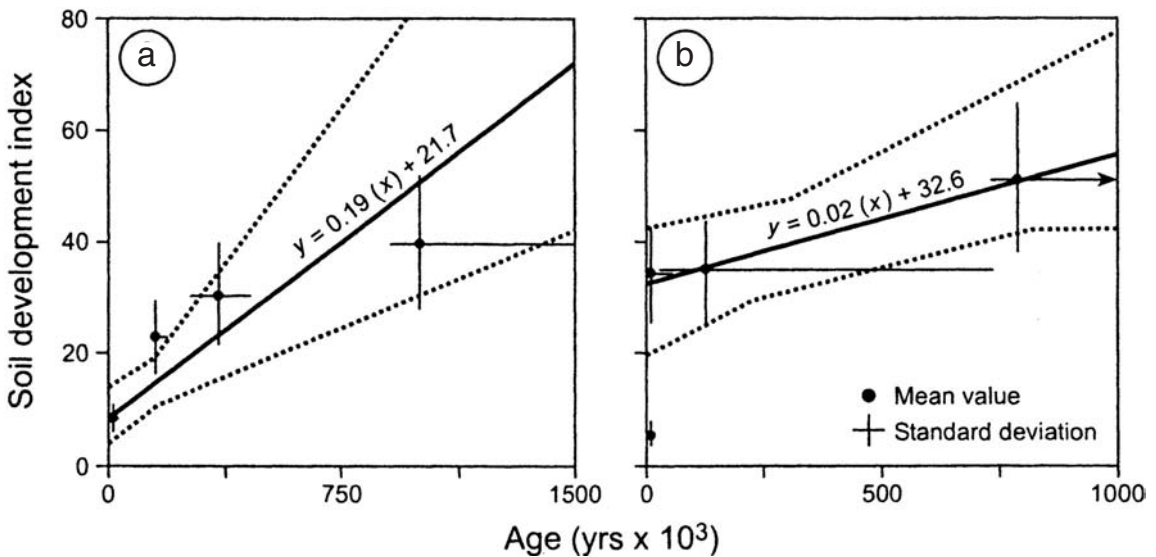 Soil development index
80
60
40
20
0
a
y = 0.19 (x) + 21.7
0
750
1500
b
y = 0.02 (x) + 32.6
Mean value
Standard deviation
0
500
1000
Age (yrs x 10³)